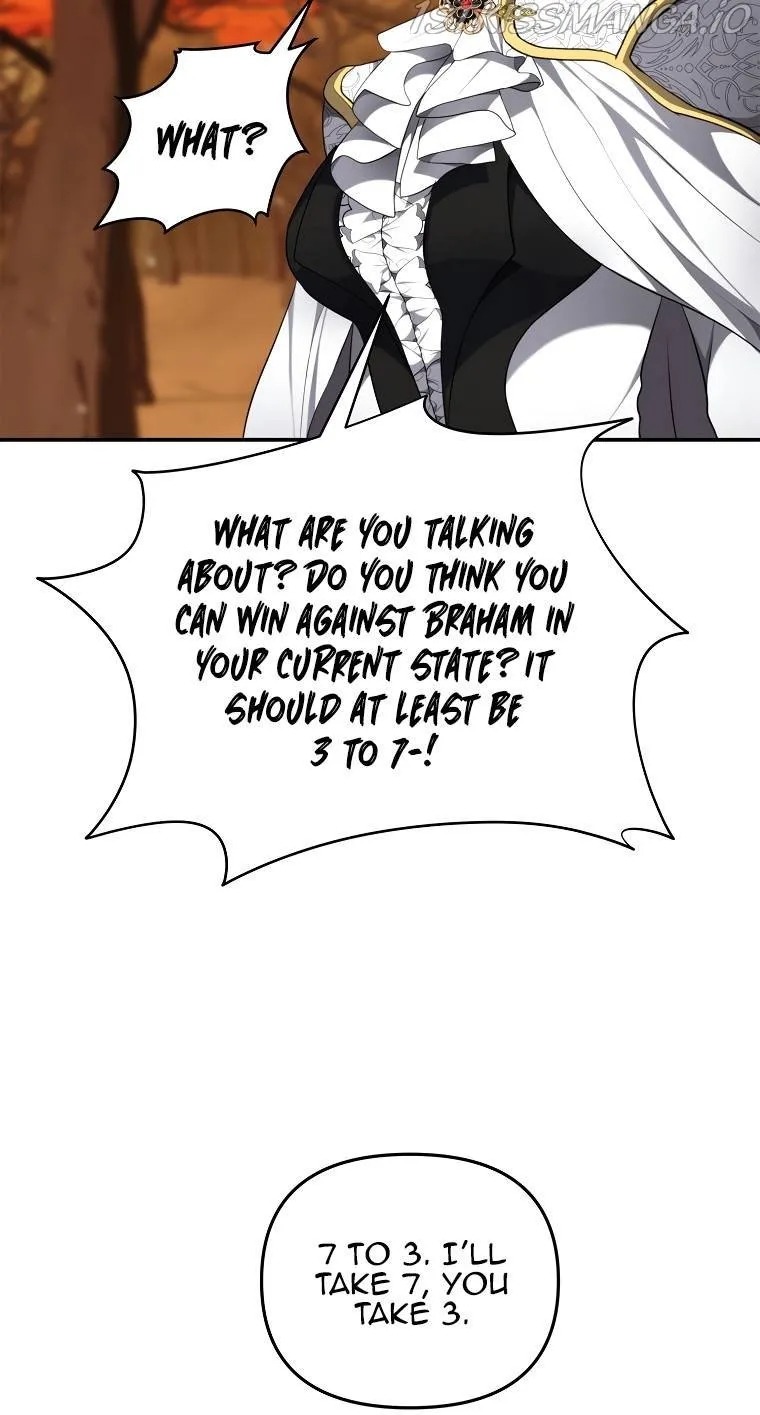 WHAT?
WHAT ARE YOU TALKING
ABOUT? DO YOU THINK YOU
CAN WIN AGAINST BRAHAM IN
YOUR CURRENT STATE? IT
SHOULD AT LEAST BE
3 TO 7-!
7 TO 3. I'LL
TAKE 7, YOU
TAKE 3.